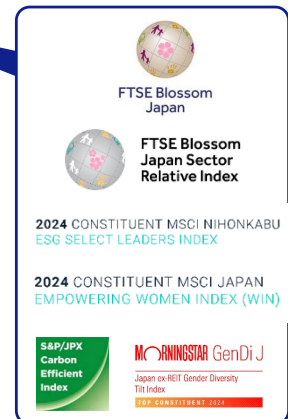 FTSE Blossom
Japan
FTSE Blossom
Japan Sector
Relative Index
2024 CONSTITUENT MSCI NIHONKABU
ESG SELECT LEADERS INDEX
2024 CONSTITUENT MSCI JAPAN
EMPOWERING WOMEN INDEX (WIN)
S&P/JPX
Carbon
Efficient
Index
MORNINGSTAR GenDi J
Japan ex-REIT Gender Diversity
Tilt Index
TOP CONSTITUENT 2024